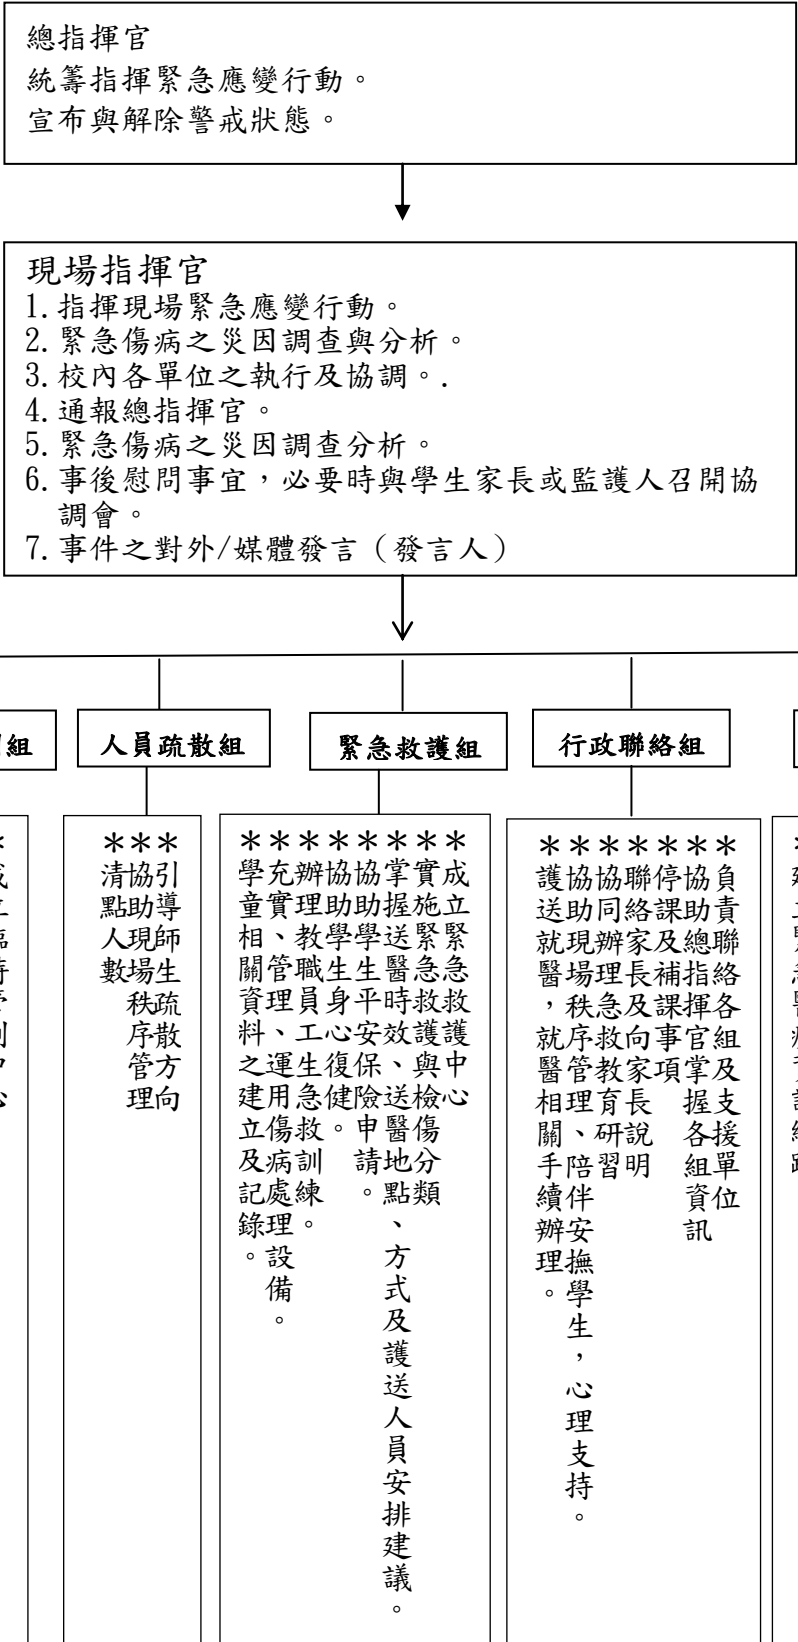 總指揮官
統籌指揮緊急應變行動。
宣布與解除警戒狀態。
現場指揮官
1.指揮現場緊急應變行動。
2.緊急傷病之災因調查與分析。
3.校內各單位之執行及協調。.
4.通報總指揮官。
5.緊急傷病之災因調查分析。
6.事後慰問事宜，必要時與學生家長或監護人召開協
調會。
7.事件之對外/媒體發言（發言人）
組
人員疏散組
緊急救護組
行政聯絡組
＊引導師生疏散方向
＊協助現場秩序管理
＊清點人數
＊成立緊急救護中心
＊實施緊急救護與檢傷分類
＊掌握送醫時效、送醫地點、方式及護送人員安排建議。
＊協助學生平安保險申請。
＊協助學生身心復健。
＊辦理教職員工生急救訓練。
＊充實、管理、運用傷病處理設備。
＊學童相關資料之建立及記錄。
＊負責聯絡各組及支援單位
＊協助總指揮官掌握各組資訊
＊停課及補課事項
＊聯絡家長及向家長說明
＊協同辦理急救教育研習
＊協助現場秩序管理、陪伴安撫學生，心理支持。
＊護送就醫，就醫相關手續辦理。